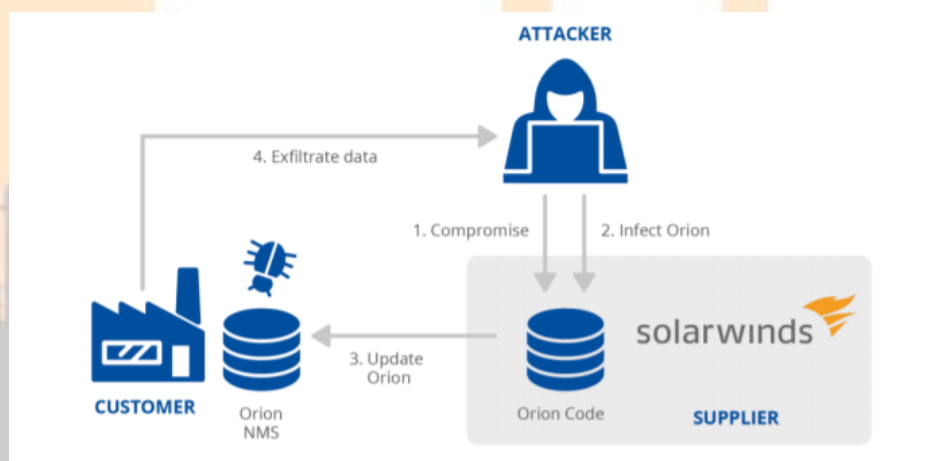 ATTACKER
4. Exfiltrate data
1. Compromise
2. Infect Orion
solarwinds
3. Update
Orion
CUSTOMER
Orion
NMS
Orion Code
SUPPLIER